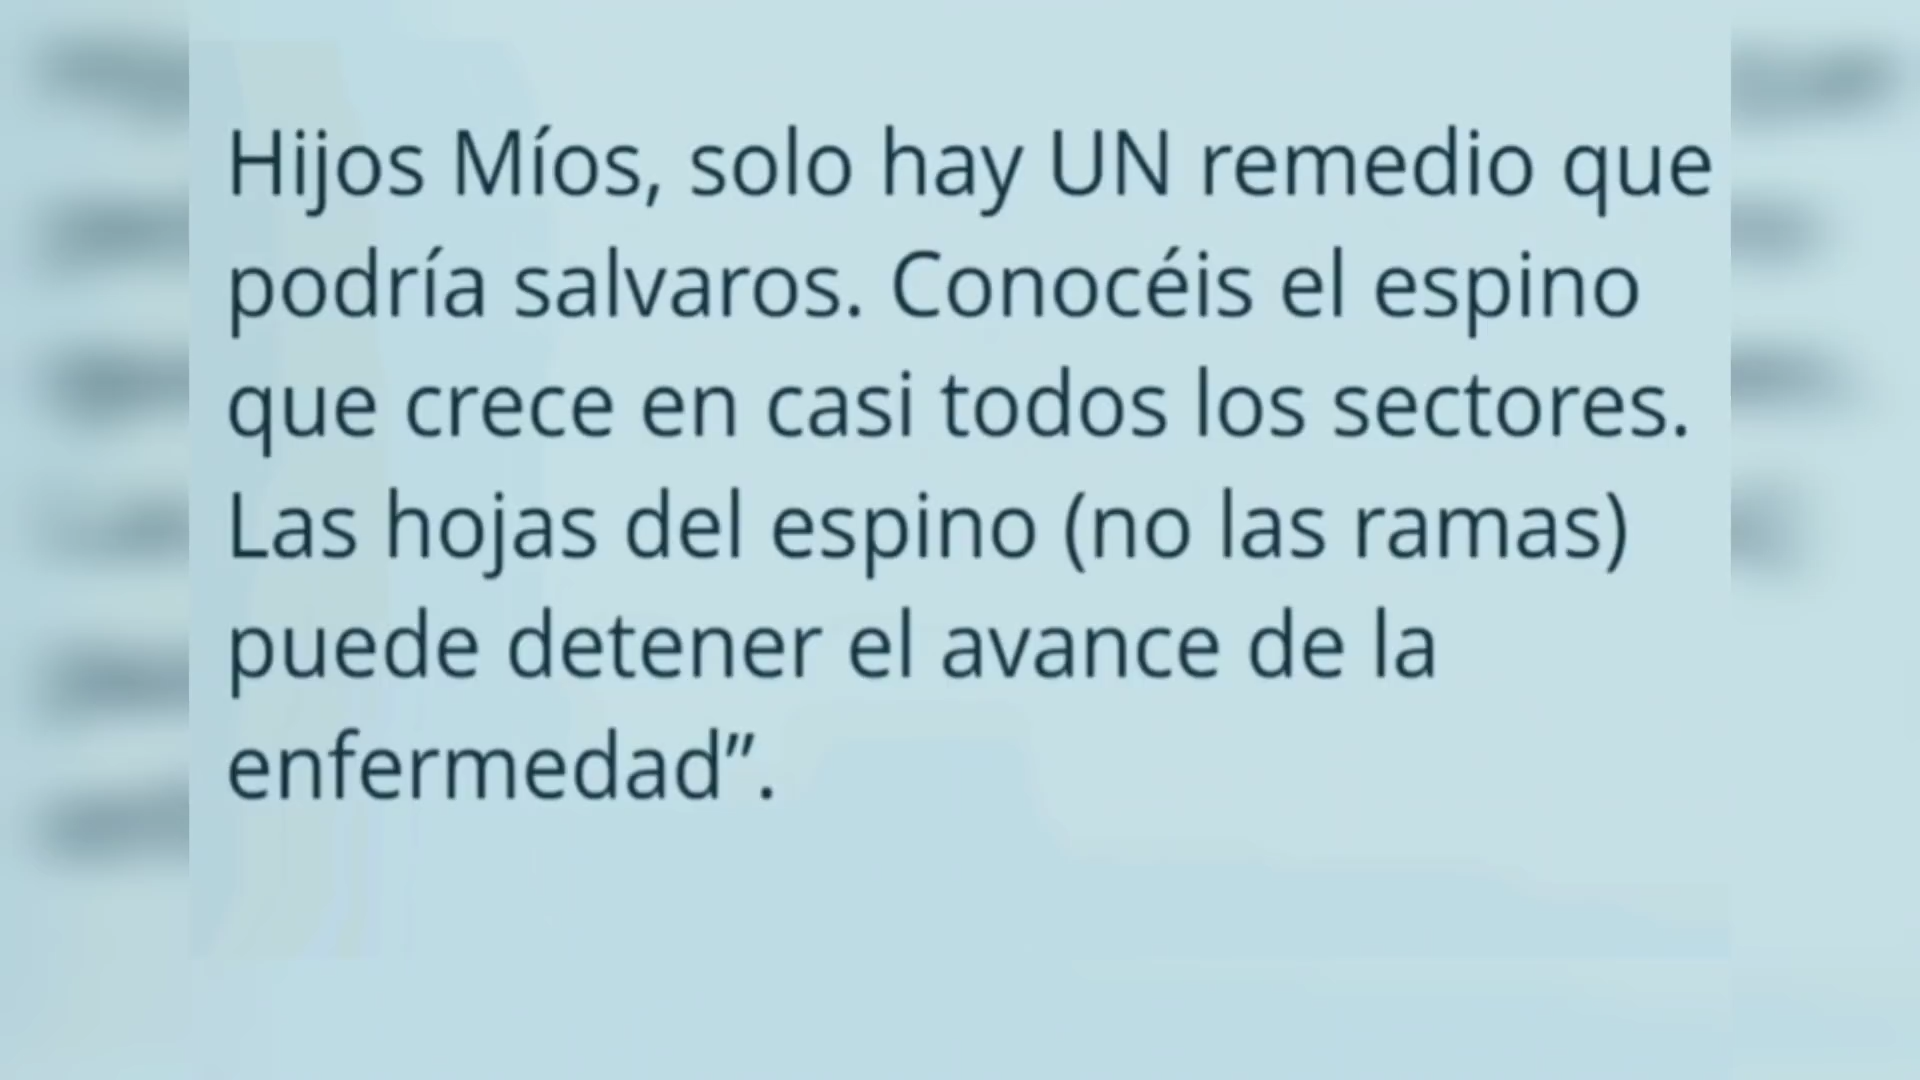 Hijos Míos, solo hay UN remedio que
podría salvaros. Conocéis el espino
que crece en casi todos los sectores.
Las hojas del espino (no las ramas)
puede detener el avance de la
enfermedad”.